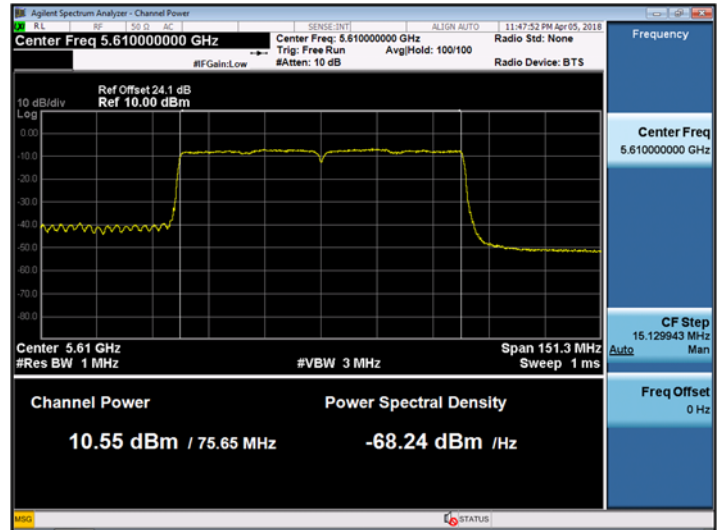 Agilent Spectrum Analyzer - Channel Power
RL RF 50 Ω AC SENSE:INT ALIGN AUTO 11:47:52 PM Apr 05, 2018
Center Freq 5.610000000 GHz
Center Freq: 5.610000000 GHz Radio Std: None
Trig: Free Run Avg|Hold: 100/100
#IFGain:Low #Atten: 10 dB Radio Device: BTS
Ref Offset 24.1 dB
10 dB/div Ref 10.00 dBm
Log
0.00
-10.0
-20.0
-30.0
-40.0
-50.0
-60.0
-70.0
-80.0
Center 5.61 GHz Span 151.3 MHz
#Res BW 1 MHz #VBW 3 MHz Sweep 1 ms
Channel Power Power Spectral Density
10.55 dBm / 75.65 MHz -68.24 dBm /Hz
Frequency
Center Freq
5.610000000 GHz
CF Step
15.129943 MHz
Auto Man
Freq Offset
0 Hz
MSG STATUS